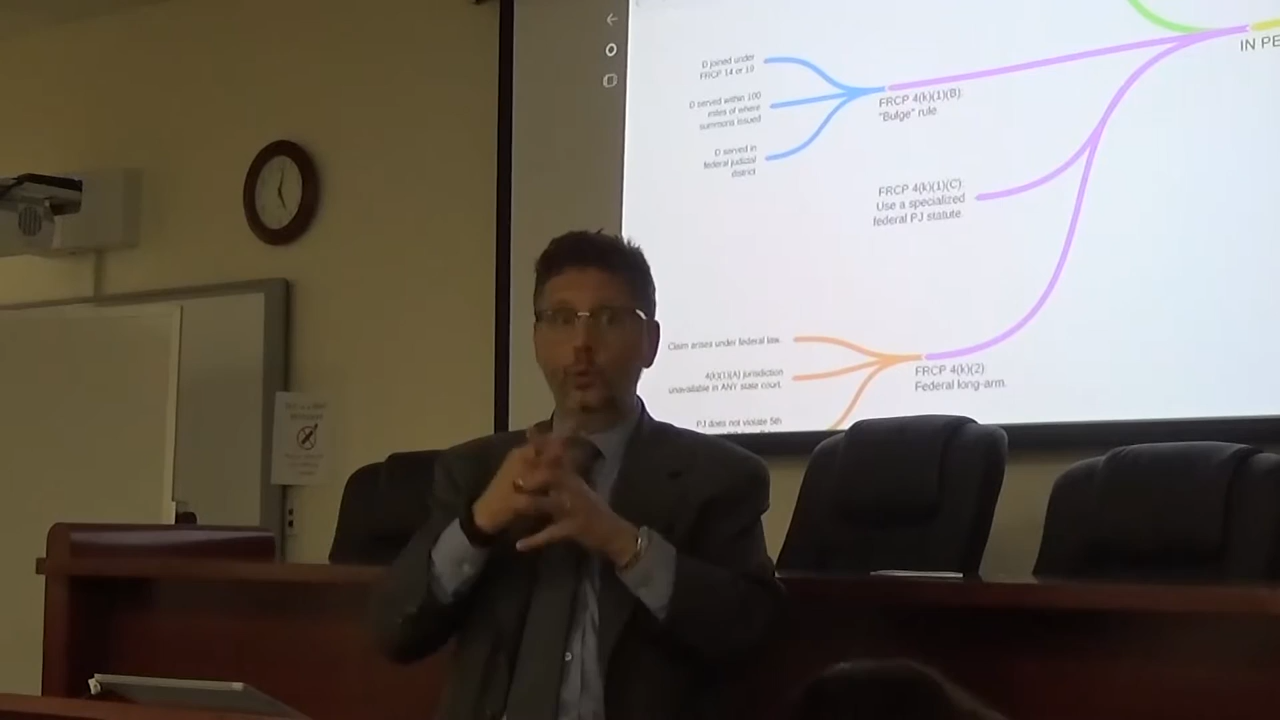 D joined under
FRCP 14 or 19
D served within 100
miles of where
summons issued
D served in
federal judicial
district
FRCP 4(k)(1)(B):
"Bulge" rule
IN PE
FRCP 4(k)(1)(C):
Use a specialized
federal PJ statute.
Claim arises under federal law.
4(k)(1)(A) jurisdiction
unavailable in ANY state court.
PJ does not violate 5th
FRCP 4(k)(2):
Federal long-arm.